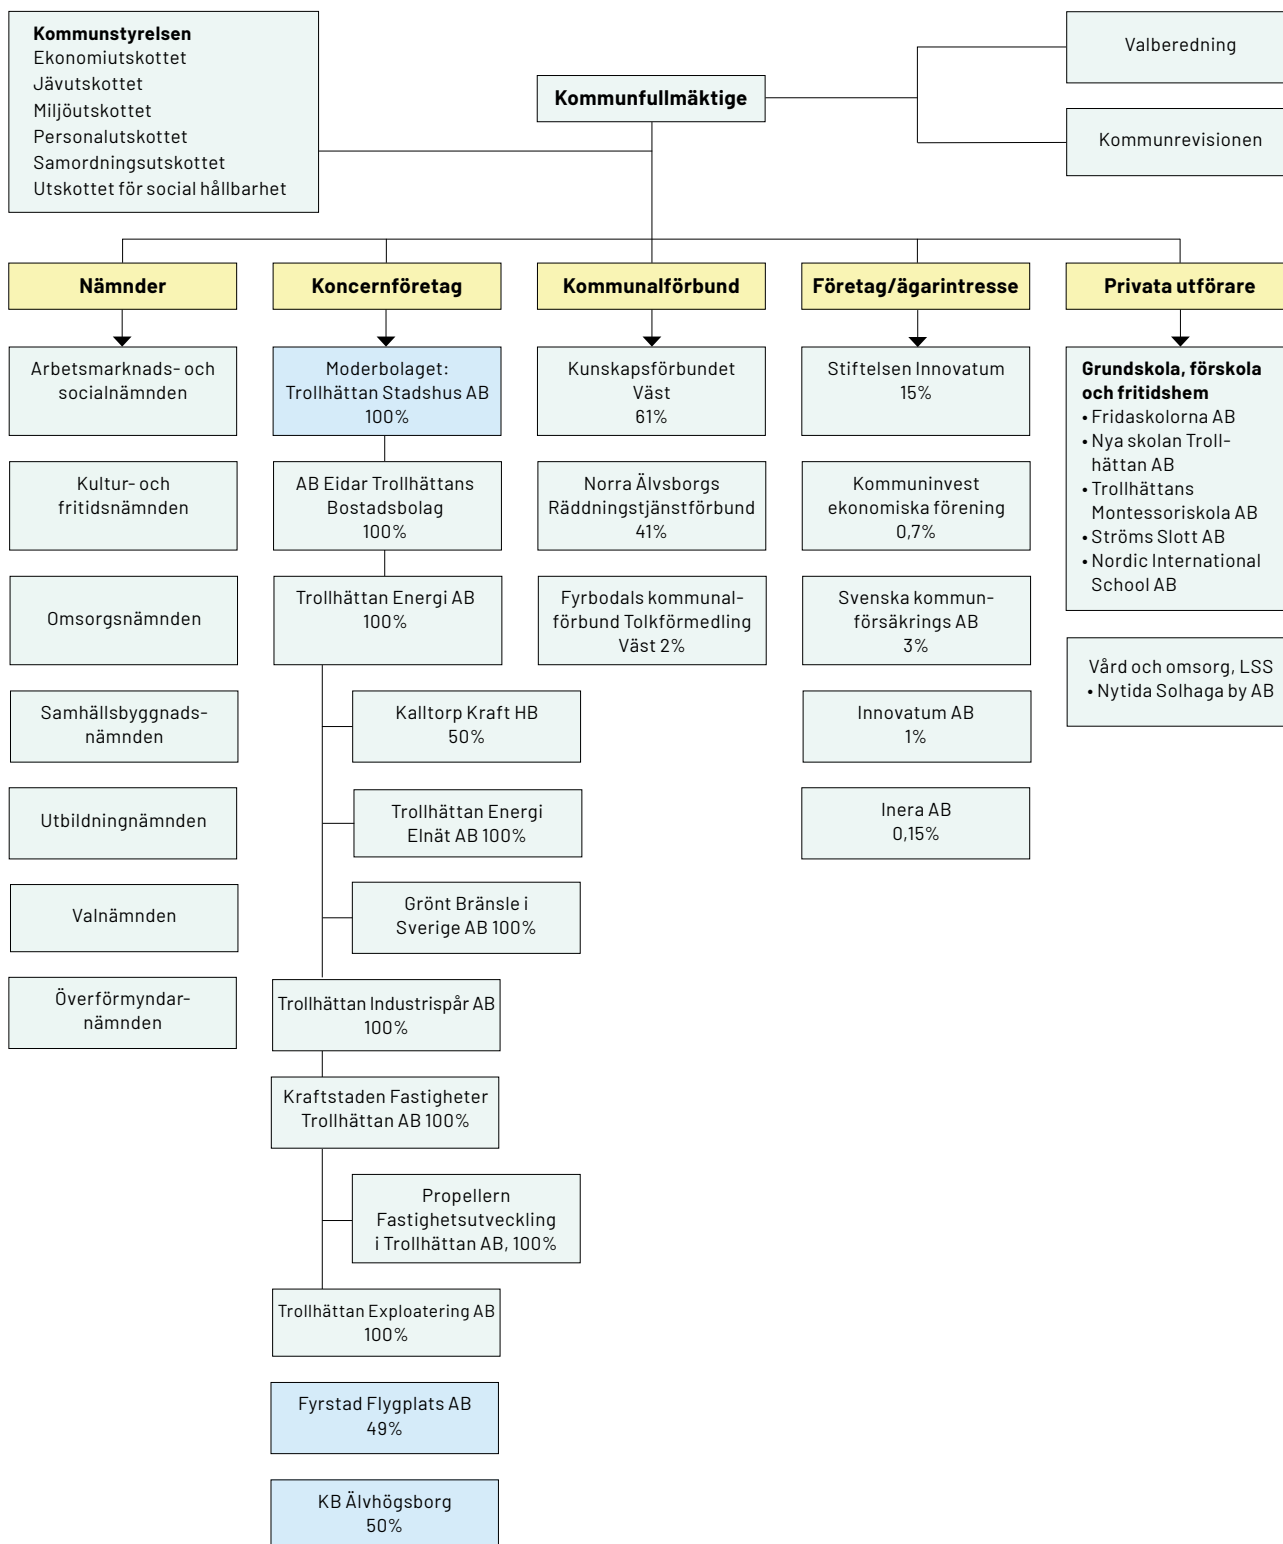 Kommunstyrelsen
Ekonomiutskottet
Jävutskottet
Miljöutskottet
Personalutskottet
Samordningsutskottet
Utskottet för social hållbarhet
Kommunfullmäktige
Valberedning
Kommunrevisionen
Nämnder
Arbetsmarknads- och
socialnämnden
Kultur- och
fritidsnämnden
Omsorgsnämnden
Samhällsbyggnads-
nämnden
Utbildningnämnden
Valnämnden
Överförmyndar-
nämnden
Koncernföretag
Moderbolaget:
Trollhättan Stadshus AB
100%
AB Eidar Trollhättans
Bostadsbolag
100%
Trollhättan Energi AB
100%
Kalltorp Kraft HB
50%
Trollhättan Energi
Elnät AB 100%
Grönt Bränsle i
Sverige AB 100%
Trollhättan Industrispår AB
100%
Kraftstaden Fastigheter
Trollhättan AB 100%
Propellern
Fastighetsutveckling
i Trollhättan AB, 100%
Trollhättan Exploatering AB
100%
Fyrstad Flygplats AB
49%
KB Älvhögsborg
50%
Kommunalförbund
Kunskapsförbundet
Väst
61%
Norra Älvsborgs
Räddningstjänstförbund
41%
Fyrbodals kommunal-
förbund Tolkförmedling
Väst 2%
Företag/ägarintresse
Stiftelsen Innovatum
15%
Kommuninvest
ekonomiska förening
0,7%
Svenska kommun-
försäkrings AB
3%
Innovatum AB
1%
Inera AB
0,15%
Privata utförare
Grundskola, förskola
och fritidshem
• Fridaskolorna AB
• Nya skolan Troll-
hättan AB
• Trollhättans
Montessoriskola AB
• Ströms Slott AB
• Nordic International
School AB
Vård och omsorg, LSS
• Nytida Solhaga by AB